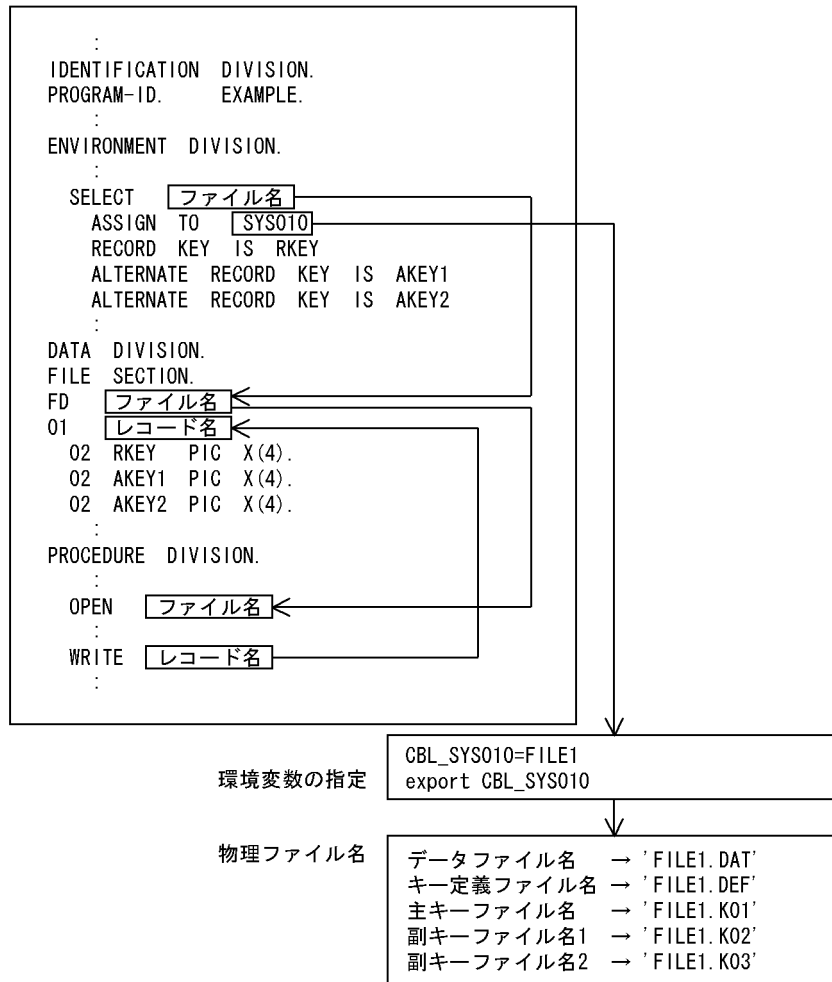 :
IDENTIFICATION DIVISION.
PROGRAM-ID. EXAMPLE.
:
ENVIRONMENT DIVISION.
:
SELECT ファイル名
ASSIGN TO SYS010
RECORD KEY IS RKEY
ALTERNATE RECORD KEY IS AKEY1
ALTERNATE RECORD KEY IS AKEY2
:
DATA DIVISION.
FILE SECTION.
FD ファイル名
01 レコード名
02 RKEY PIC X(4).
02 AKEY1 PIC X(4).
02 AKEY2 PIC X(4).
:
PROCEDURE DIVISION.
:
OPEN ファイル名
:
WRITE レコード名
:
環境変数の指定
CBL_SYS010=FILE1
export CBL_SYS010
物理ファイル名
データファイル名 → 'FILE1.DAT'
キー定義ファイル名 → 'FILE1.DEF'
主キーファイル名 → 'FILE1.K01'
副キーファイル名1 → 'FILE1.K02'
副キーファイル名2 → 'FILE1.K03'